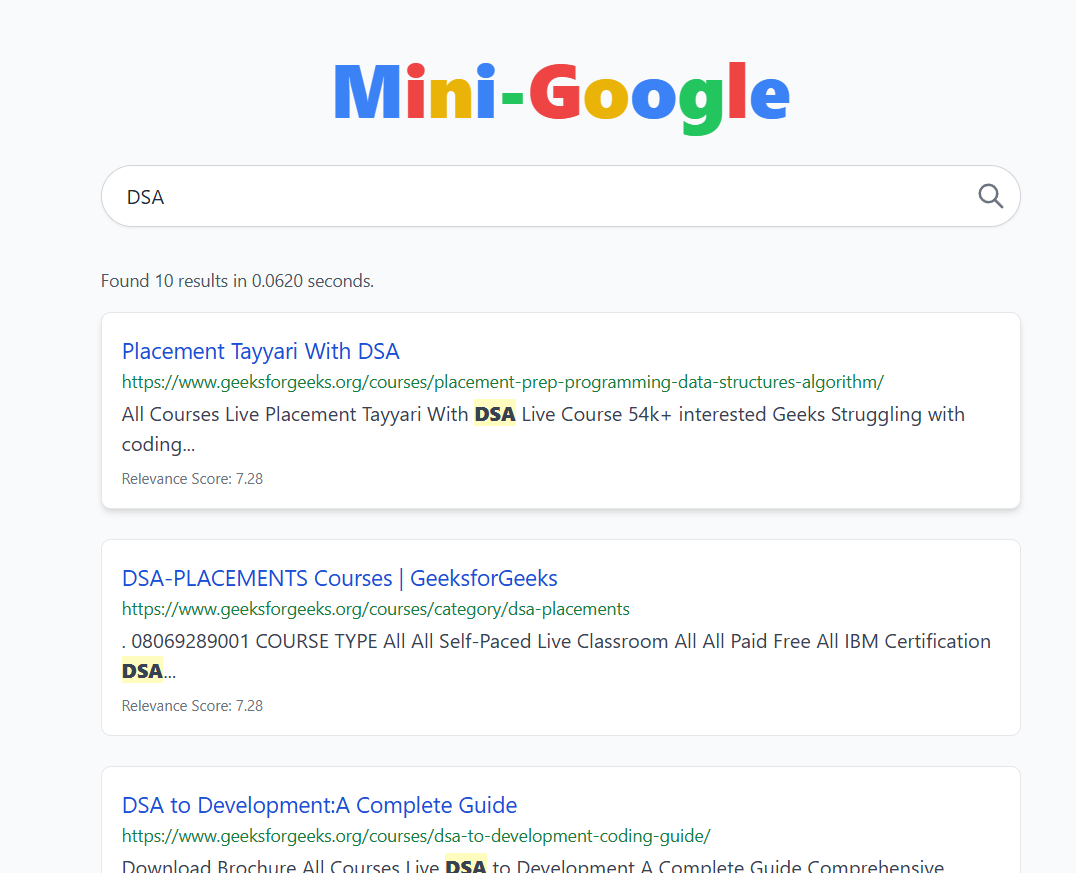 Mini-Google
DSA
Found 10 results in 0.0620 seconds.
Placement Tayyari With DSA
https://www.geeksforgeeks.org/courses/placement-prep-programming-data-structures-algorithm/
All Courses Live Placement Tayyari With DSA Live Course 54k+ interested Geeks Struggling with
coding...
Relevance Score: 7.28
DSA-PLACEMENTS Courses | GeeksforGeeks
https://www.geeksforgeeks.org/courses/category/dsa-placements
. 08069289001 COURSE TYPE All All Self-Paced Live Classroom All All Paid Free All IBM Certification
DSA...
Relevance Score: 7.28
DSA to Development:A Complete Guide
https://www.geeksforgeeks.org/courses/dsa-to-development-coding-guide/
Download Brochure All Courses Live DSA to Development A Complete Guide Comprehensive